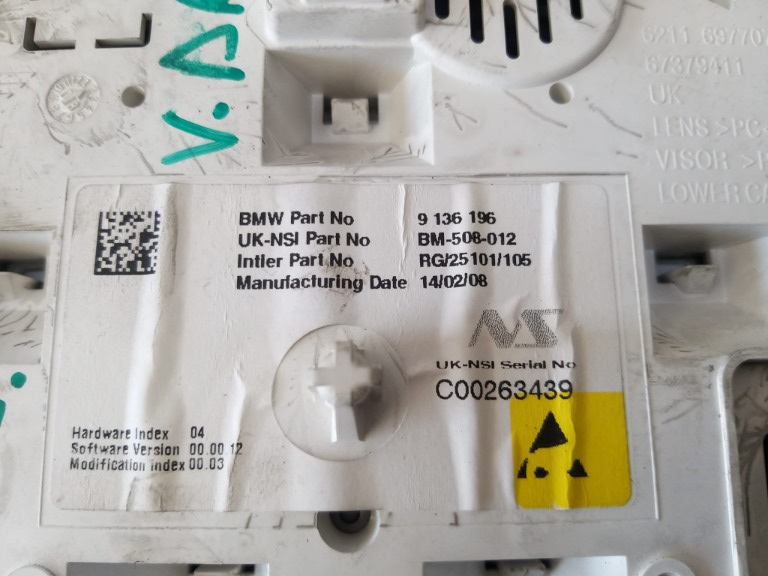 V.
6211 69770
67379411
UK
LENS >PC
VISOR >P
LOWER CA
BMW Part No 9 136 196
UK-NSI Part No BM-508-012
Intier Part No RG/25101/105
Manufacturing Date 14/02/08
NS
UK-NSI Serial No
C00263439
Hardware Index 04
Software Version 00.00.12
Modification Index 00.03